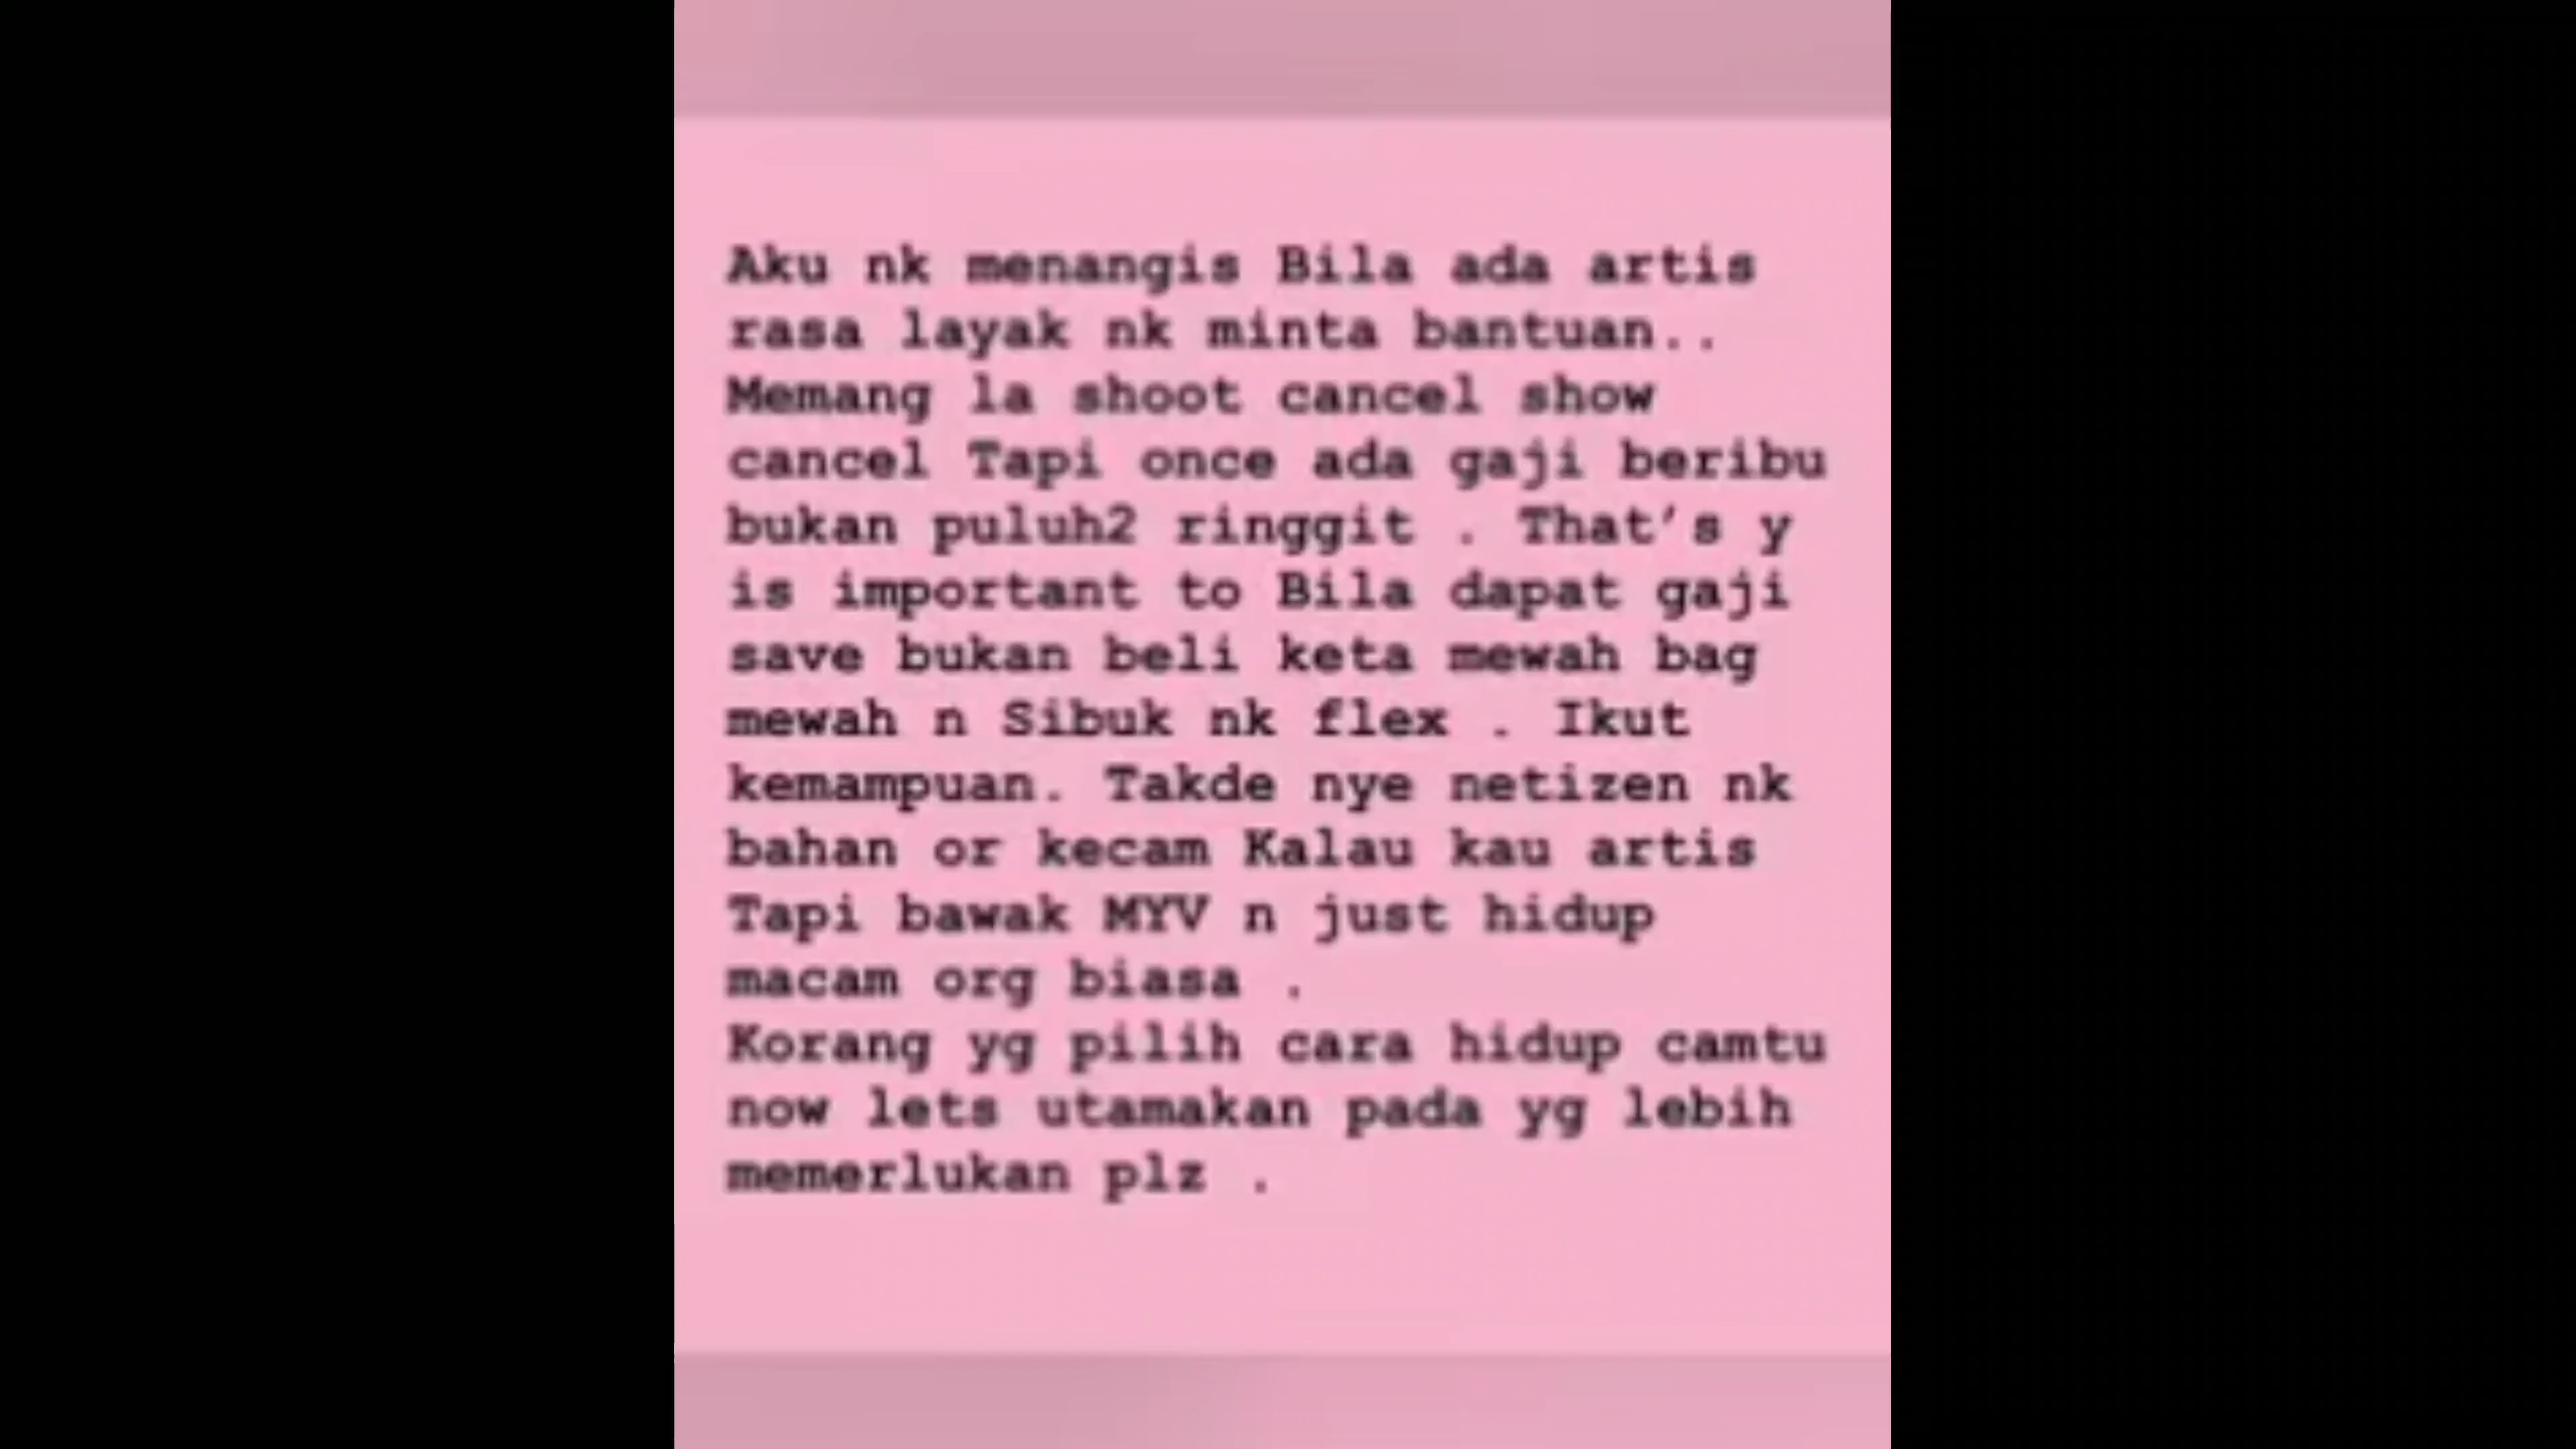 Aku nk menangis Bila ada artis
rasa layak nk minta bantuan..
Memang la shoot cancel show
cancel Tapi once ada gaji beribu
bukan puluh2 ringgit . That's y
is important to Bila dapat gaji
save bukan beli keta mewah bag
mewah n Sibuk nk flex . Ikut
kemampuan. Takde nye netizen nk
bahan or kecam Kalau kau artis
Tapi bawak MYV n just hidup
macam org biasa .
Korang yg pilih cara hidup camtu
now lets utamakan pada yg lebih
memerlukan plz .